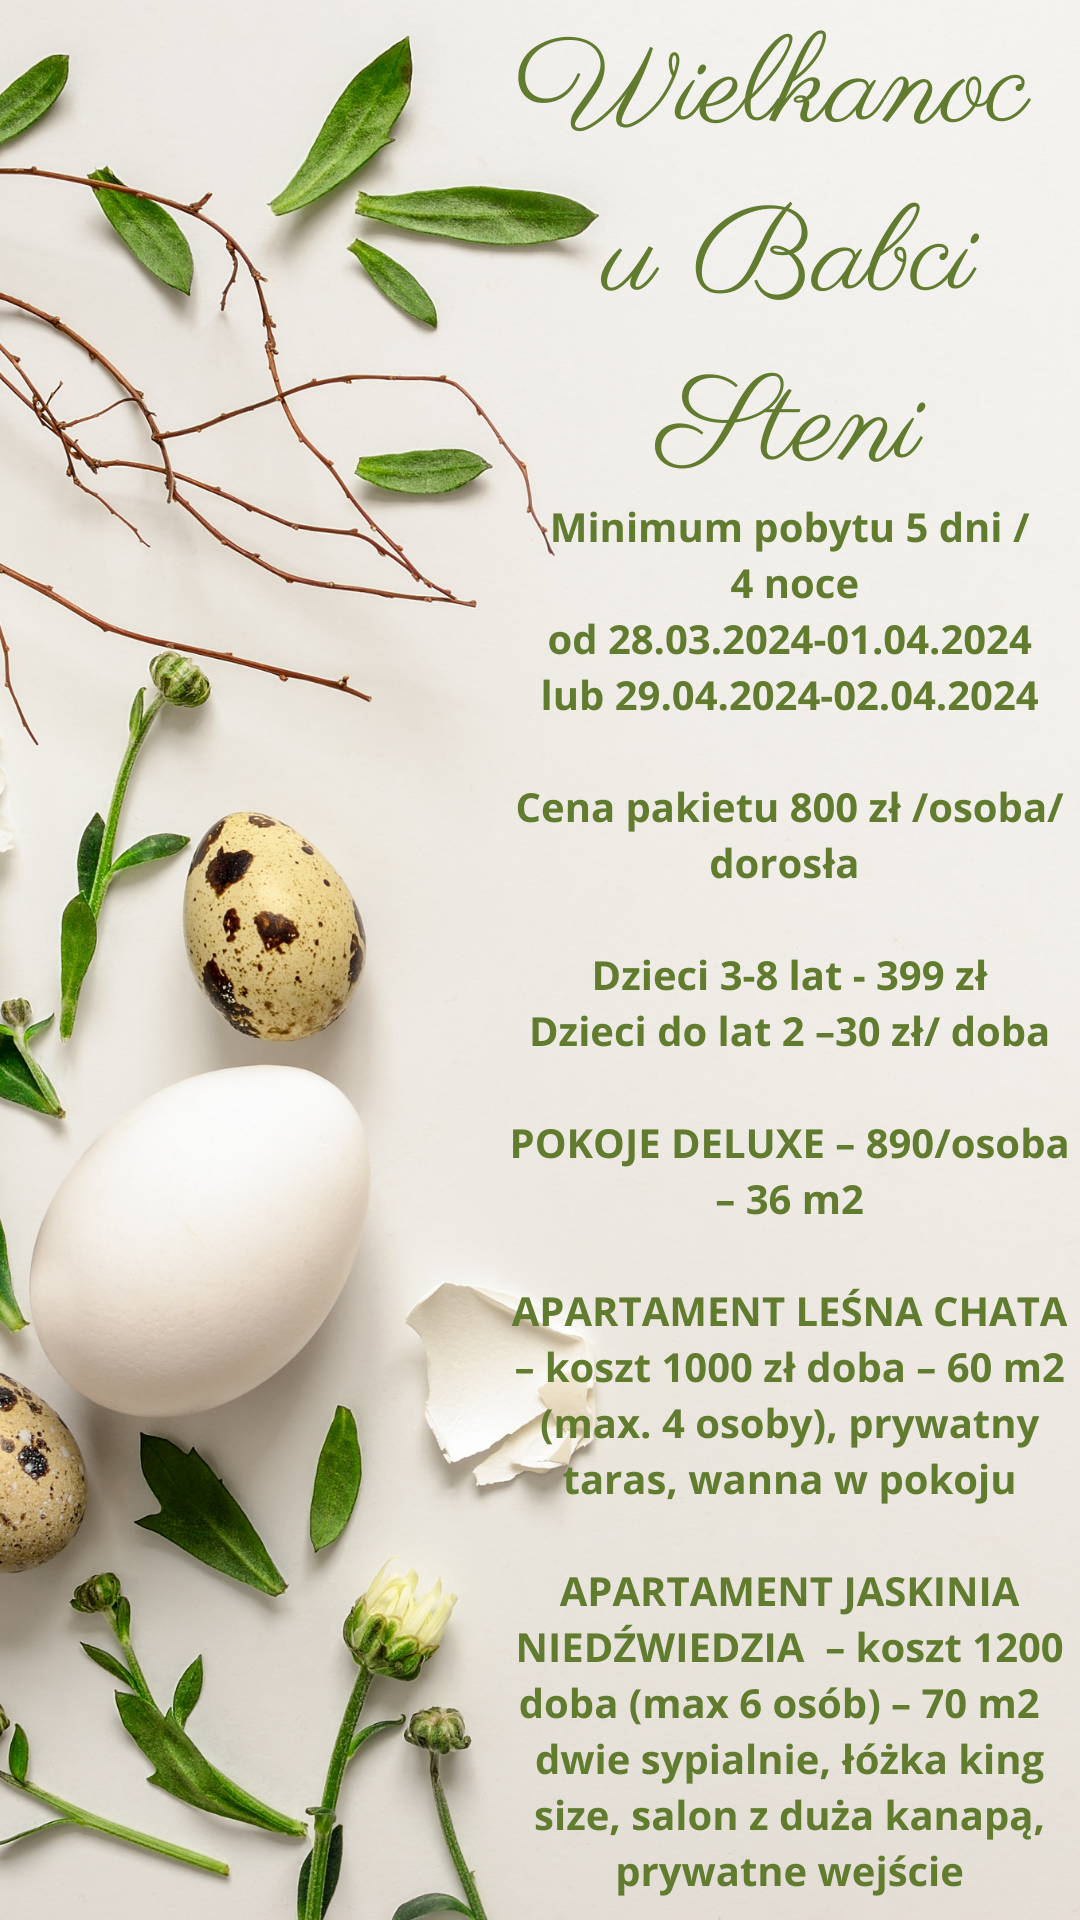 Wielkanoc
u Babci
Steni
Minimum pobytu 5 dni /
4 noce
od 28.03.2024-01.04.2024
lub 29.04.2024-02.04.2024
Cena pakietu 800 zł /osoba/
dorosła
Dzieci 3-8 lat - 399 zł
Dzieci do lat 2 –30 zł/ doba
POKOJE DELUXE – 890/osoba
– 36 m2
APARTAMENT LEŚNA CHATA
– koszt 1000 zł doba – 60 m2
(max. 4 osoby), prywatny
taras, wanna w pokoju
APARTAMENT JASKINIA
NIEDŹWIEDZIA – koszt 1200
doba (max 6 osób) – 70 m2
dwie sypialnie, łóżka king
size, salon z duża kanapą,
prywatne wejście